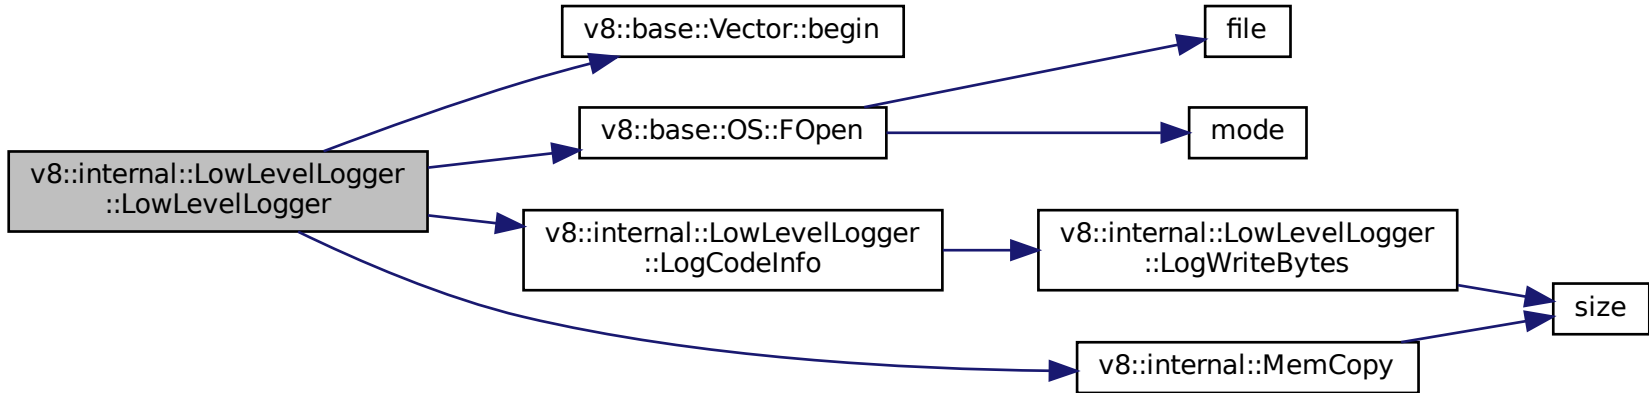 v8::internal::LowLevelLogger
::LowLevelLogger
v8::base::Vector::begin
v8::base::OS::FOpen
file
mode
v8::internal::LowLevelLogger
::LogCodeInfo
v8::internal::LowLevelLogger
::LogWriteBytes
size
v8::internal::MemCopy